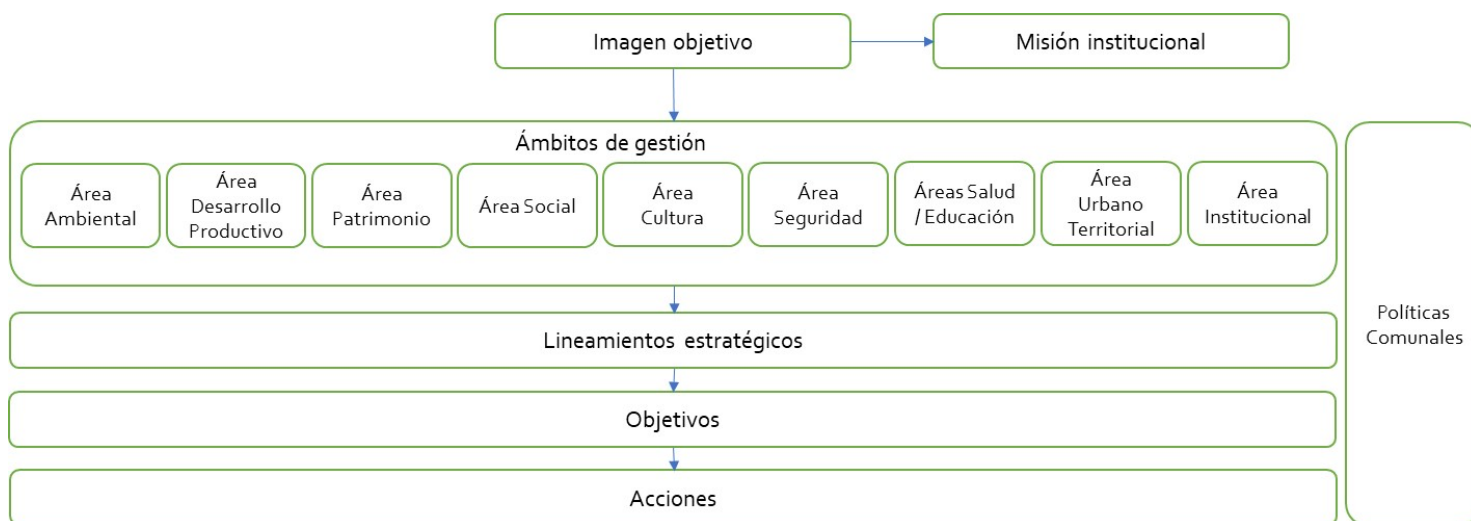 Imagen objetivo
Misión institucional
Ámbitos de gestión
Área
Ambiental
Área
Desarrollo
Productivo
Área
Patrimonio
Área Social
Área
Cultura
Área
Seguridad
Áreas Salud
/ Educación
Área
Urbano
Territorial
Área
Institucional
Lineamientos estratégicos
Objetivos
Acciones
Políticas
Comunales